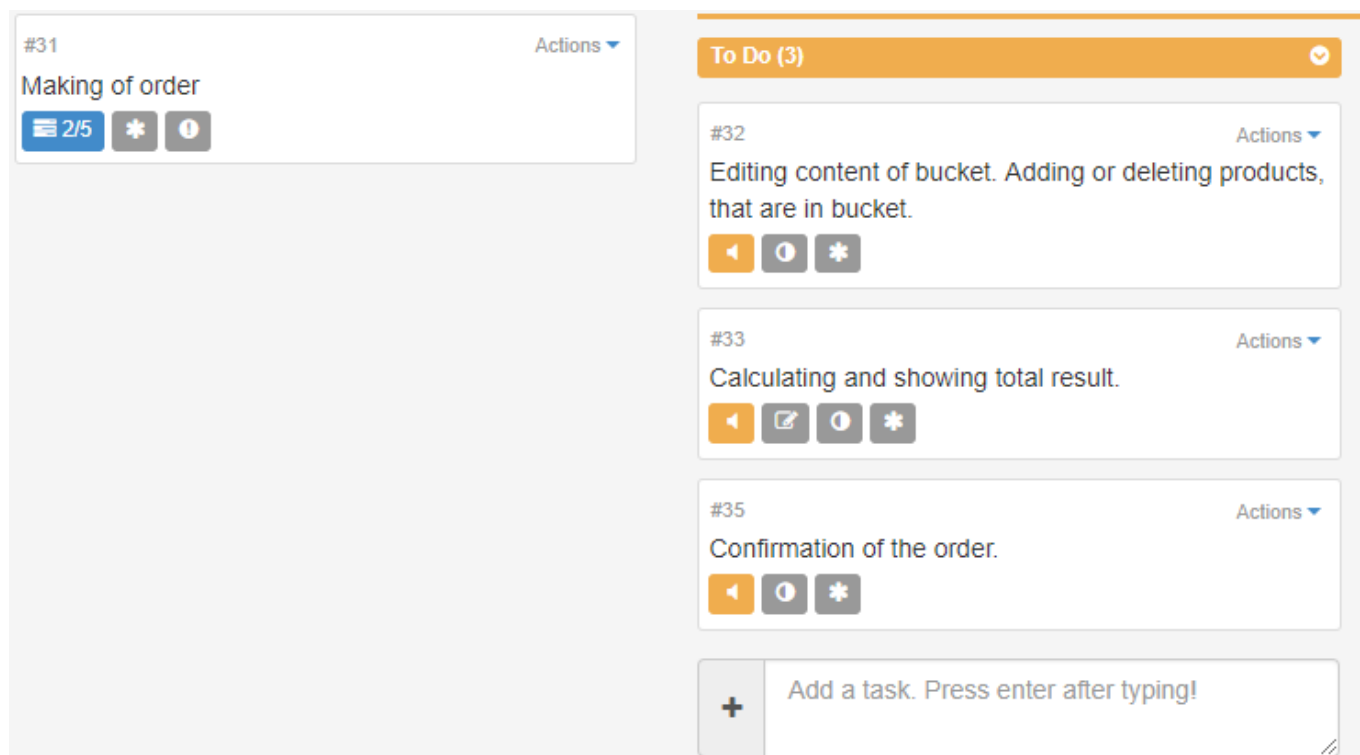 #31
Actions
Making of order
2/5
To Do (3)
#32
Actions
Editing content of bucket. Adding or deleting products,
that are in bucket.
#33
Actions
Calculating and showing total result.
#35
Actions
Confirmation of the order.
Add a task. Press enter after typing!